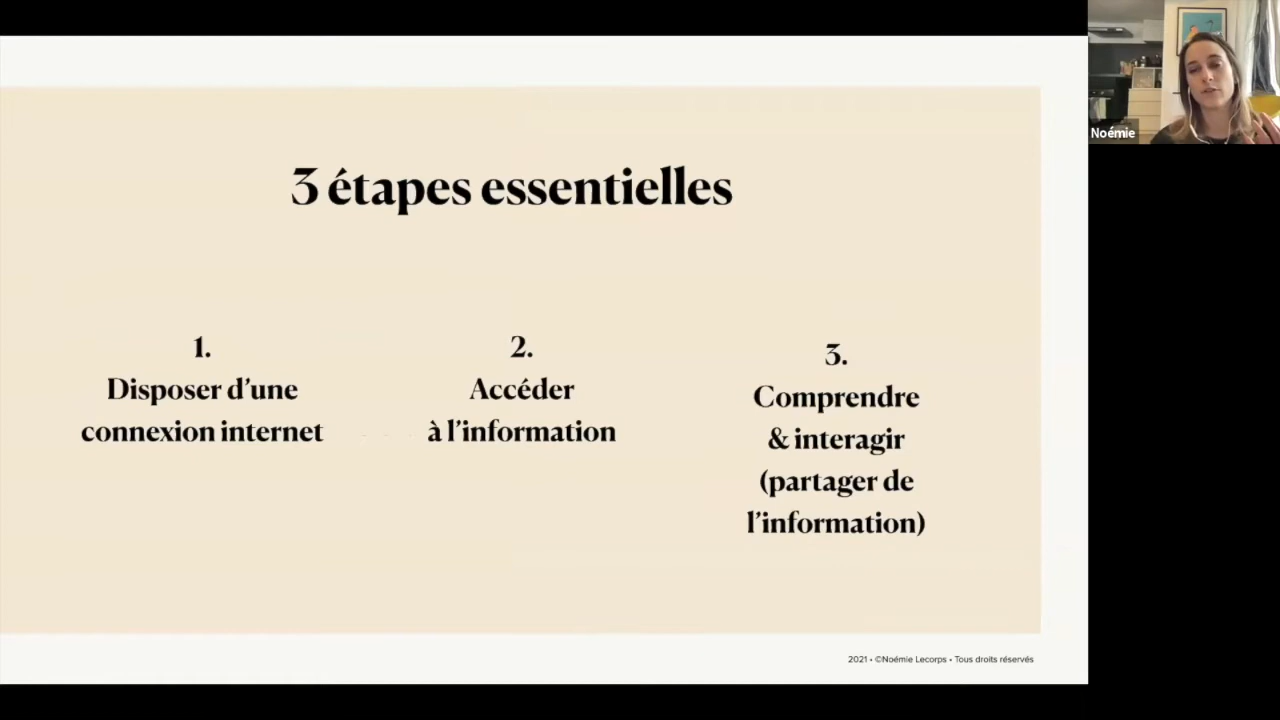 3 étapes essentielles
1.
Disposer d’une
connexion internet
2.
Accéder
à l’information
3.
Comprendre
& interagir
(partager de
l’information)
2021 • ©Noémie Lecorps • Tous droits réservés
Noémie